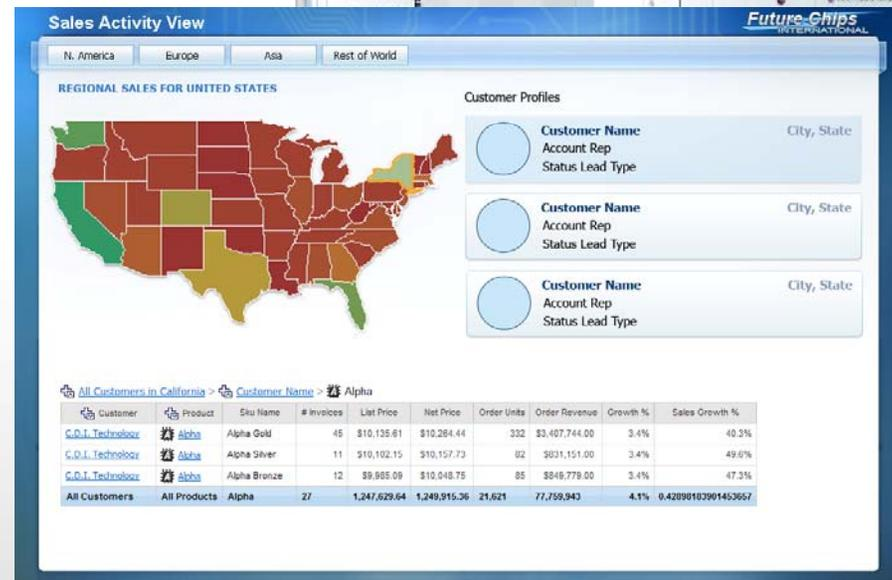 Sales Activity View
Future Chips
INTERNATIONAL
N. America Europe Asia Rest of World
REGIONAL SALES FOR UNITED STATES
Customer Profiles
Customer Name City, State
Account Rep
Status Lead Type
Customer Name City, State
Account Rep
Status Lead Type
Customer Name City, State
Account Rep
Status Lead Type
All Customers in California > Customer Name > Alpha
Customer Product Sku Name # Invoices List Price Net Price Order Units Order Revenue Growth % Sales Growth %
C.D.I. Technology Alpha Alpha Gold 45 $10,135.61 $10,264.44 332 $3,407,744.00 3.4% 40.3%
C.D.I. Technology Alpha Alpha Silver 11 $10,102.15 $10,157.73 82 $831,151.00 3.4% 49.6%
C.D.I. Technology Alpha Alpha Bronze 12 $9,985.09 $10,048.75 85 $849,779.00 3.4% 47.3%
All Customers All Products Alpha 27 1,247,629.64 1,249,915.36 21,621 77,759,943 4.1% 0.42898183901453657